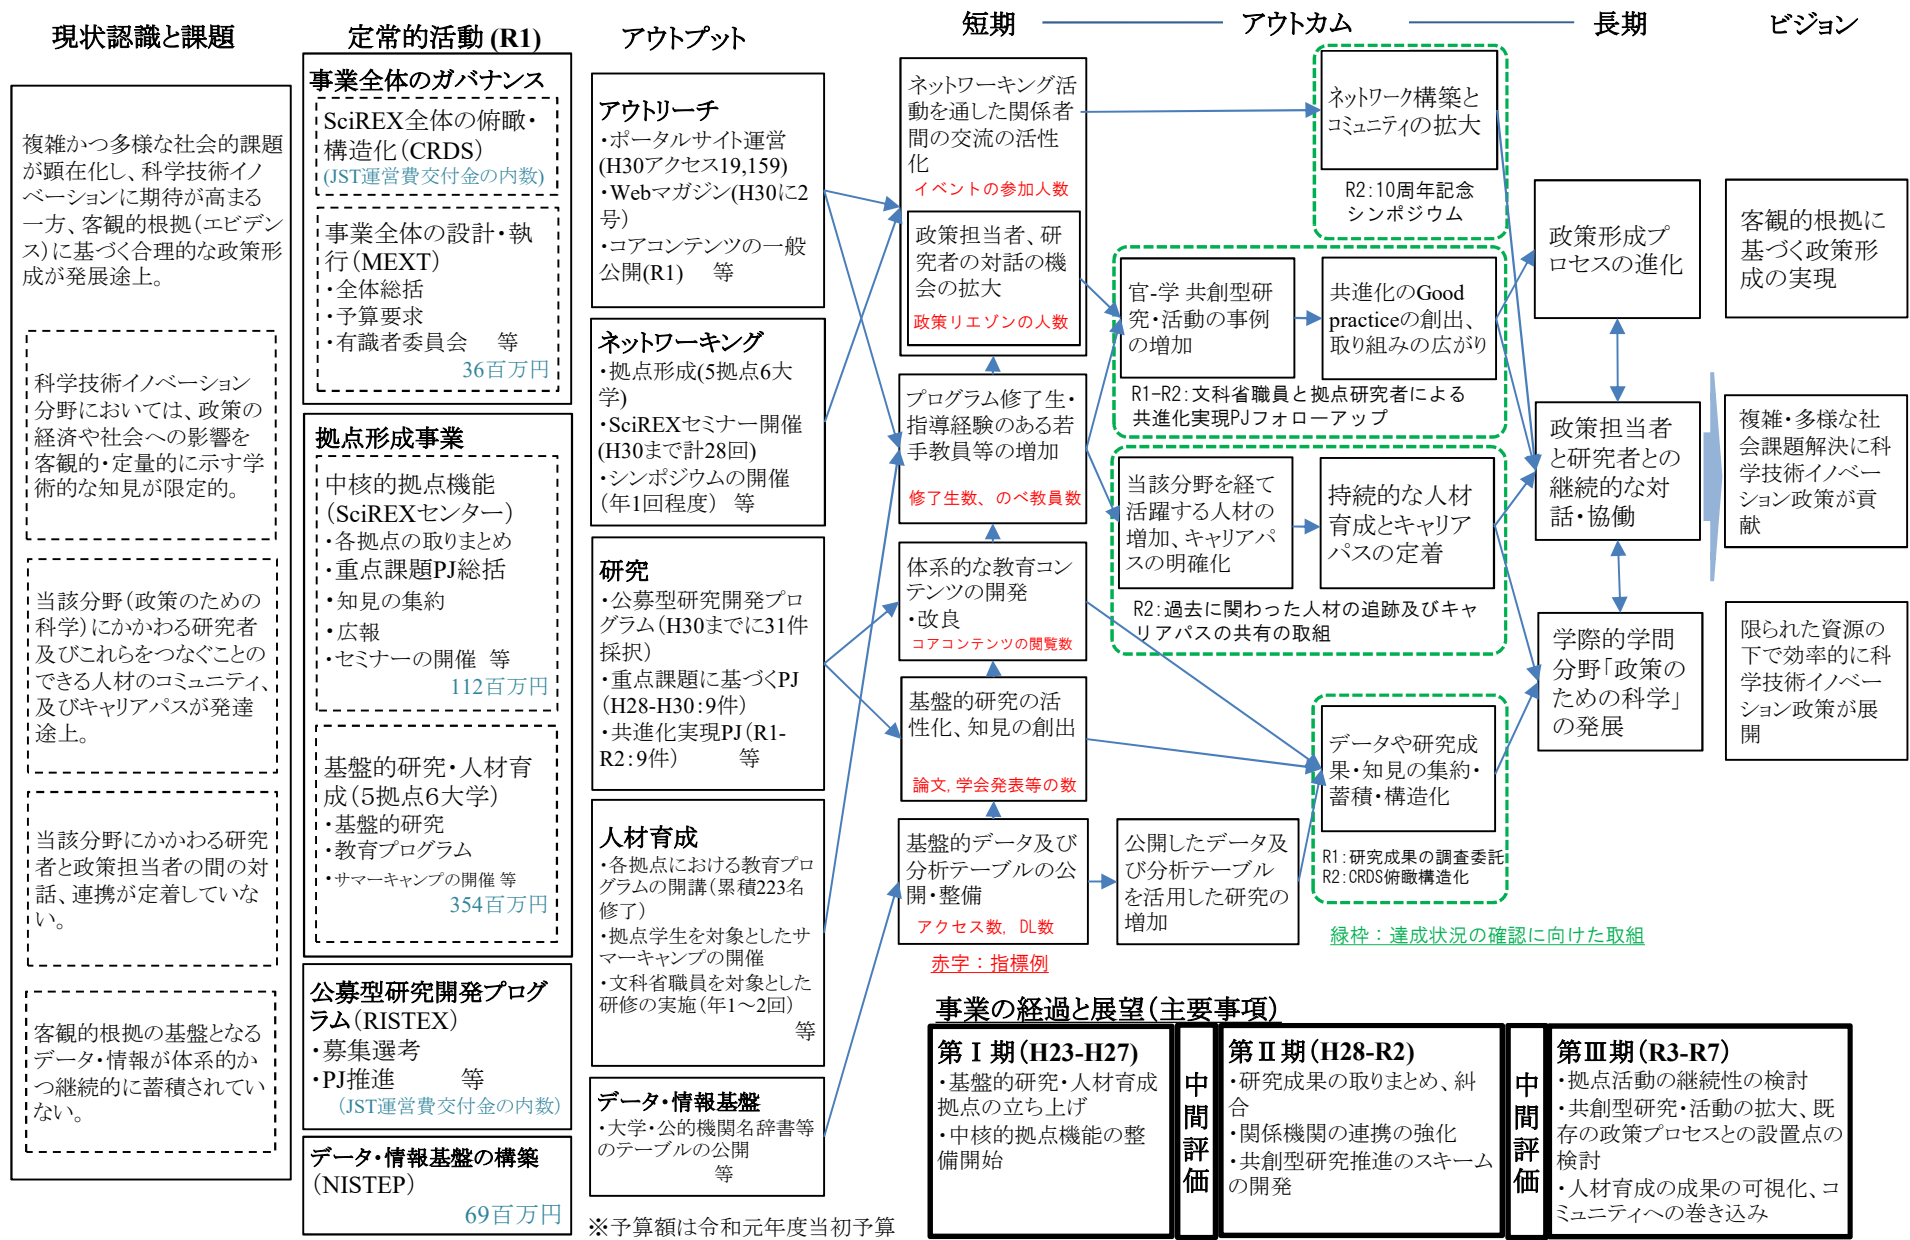 現状認識と課題
複雑かつ多様な社会的課題
が顕在化し、科学技術イノ
ベーションに期待が高まる
一方、客観的根拠(エビデン
ス)に基づく合理的な政策形
成が発展途上。
科学技術イノベーション
分野においては、政策の
経済や社会への影響を
客観的・定量的に示す学
術的な知見が限定的。
当該分野(政策のための
科学)にかかわる研究者
及びこれらをつなぐことの
できる人材のコミュニティ、
及びキャリアパスが発達
途上。
当該分野にかかわる研究
者と政策担当者の間の対
話、連携が定着していな
い。
客観的根拠の基盤となる
データ・情報が体系的か
つ継続的に蓄積されてい
ない。
定常的活動 (R1)
事業全体のガバナンス
SciREX全体の俯瞰・
構造化(CRDS)
(JST運営費交付金の内数)
事業全体の設計・執
行(MEXT)
・全体総括
・予算要求
・有識者委員会 等
36百万円
拠点形成事業
中核的拠点機能
(SciREXセンター)
・各拠点の取りまとめ
・重点課題PJ総括
・知見の集約
・広報
・セミナーの開催 等
112百万円
基盤的研究・人材育
成(5拠点6大学)
・基盤的研究
・教育プログラム
・サマーキャンプの開催 等
354百万円
公募型研究開発プログ
ラム(RISTEX)
・募集選考
・PJ推進 等
(JST運営費交付金の内数)
データ・情報基盤の構築
(NISTEP)
69百万円
アウトプット
アウトリーチ
・ポータルサイト運営
(H30アクセス19,159)
・Webマガジン(H30に2
号)
・コアコンテンツの一般
公開(R1) 等
ネットワーキング
・拠点形成(5拠点6大
学)
・SciREXセミナー開催
(H30まで計28回)
・シンポジウムの開催
(年1回程度) 等
研究
・公募型研究開発プロ
グラム(H30までに31件
採択)
・重点課題に基づくPJ
(H28-H30:9件)
・共進化実現PJ(R1-
R2:9件) 等
人材育成
・各拠点における教育プロ
グラムの開講(累積223名
修了)
・拠点学生を対象としたサ
マーキャンプの開催
・文科省職員を対象とした
研修の実施(年1~2回)
等
データ・情報基盤
・大学・公的機関名辞書等
のテーブルの公開
等
※予算額は令和元年度当初予算
短期
アウトカム
長期
ネットワーキング活
動を通した関係者
間の交流の活性
化
イベントの参加人数
政策担当者、研
究者の対話の機
会の拡大
政策リエゾンの人数
プログラム修了生・
指導経験のある若
手教員等の増加
修了生数、のべ教員数
体系的な教育コン
テンツの開発
・改良
コアコンテンツの閲覧数
基盤的研究の活
性化、知見の創出
論文, 学会発表等の数
基盤的データ及び
分析テーブルの公
開・整備
アクセス数, DL数
赤字:指標例
ネットワーク構築と
コミュニティの拡大
R2:10周年記念
シンポジウム
官-学 共創型研
究・活動の事例
の増加
共進化のGood
practiceの創出、
取り組みの広がり
R1-R2:文科省職員と拠点研究者による
共進化実現PJフォローアップ
当該分野を経て
活躍する人材の
増加、キャリアパ
スの明確化
持続的な人材
育成とキャリア
パスの定着
R2:過去に関わった人材の追跡及びキャ
リアパスの共有の取組
データや研究成
果・知見の集約・
蓄積・構造化
R1:研究成果の調査委託
R2:CRDS俯瞰構造化
公開したデータ及
び分析テーブル
を活用した研究の
増加
緑枠:達成状況の確認に向けた取組
政策形成プ
ロセスの進化
政策担当者
と研究者との
継続的な対
話・協働
学際的学問
分野「政策の
ための科学」
の発展
ビジョン
客観的根拠に
基づく政策形
成の実現
複雑・多様な社
会課題解決に科
学技術イノベー
ション政策が貢
献
限られた資源の
下で効率的に科
学技術イノベー
ション政策が展
開
事業の経過と展望(主要事項)
第Ⅰ期(H23-H27)
・基盤的研究・人材育成
拠点の立ち上げ
・中核的拠点機能の整
備開始
中間評価
第Ⅱ期(H28-R2)
・研究成果の取りまとめ、糾
合
・関係機関の連携の強化
・共創型研究推進のスキーム
の開発
中間評価
第Ⅲ期(R3-R7)
・拠点活動の継続性の検討
・共創型研究・活動の拡大、既
存の政策プロセスとの設置点の
検討
・人材育成の成果の可視化、コ
ミュニティへの巻き込み